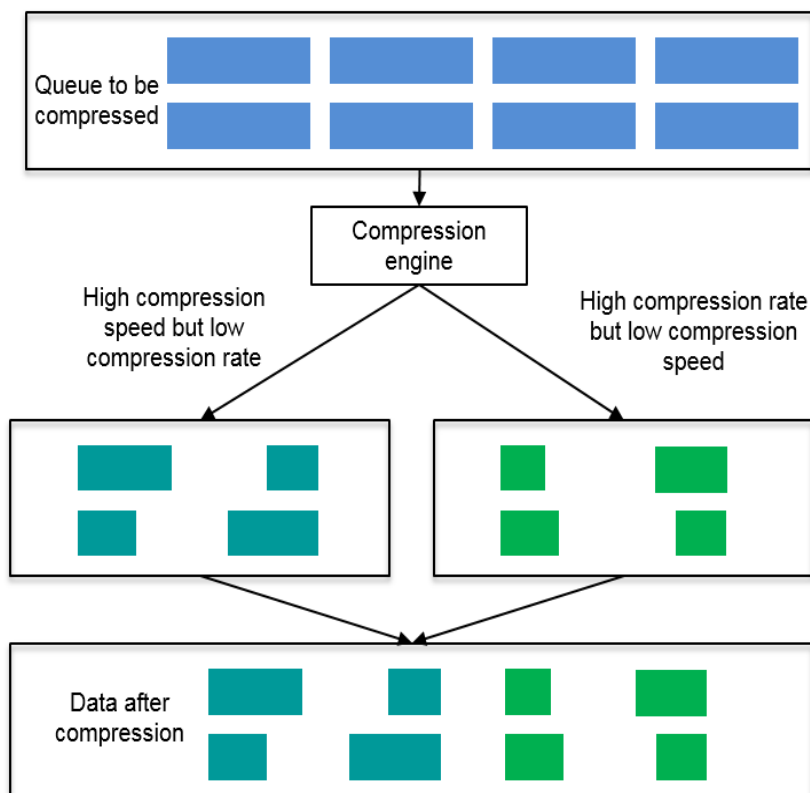 Queue to be
compressed
Compression
engine
High compression
speed but low
compression rate
High compression rate
but low compression
speed
Data after
compression